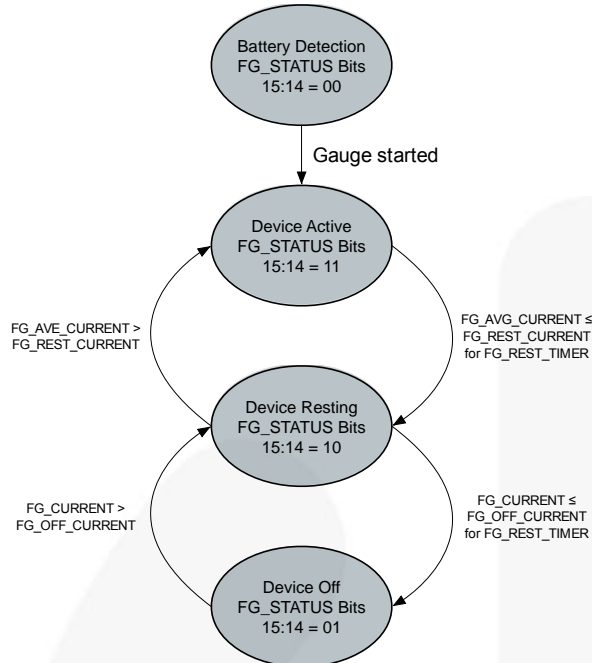 Battery Detection
FG_STATUS Bits
15:14 = 00
Gauge started
Device Active
FG_STATUS Bits
15:14 = 11
FG_AVE_CURRENT >
FG_REST_CURRENT
FG_AVG_CURRENT ≤
FG_REST_CURRENT
for FG_REST_TIMER
Device Resting
FG_STATUS Bits
15:14 = 10
FG_CURRENT >
FG_OFF_CURRENT
FG_CURRENT ≤
FG_OFF_CURRENT
for FG_REST_TIMER
Device Off
FG_STATUS Bits
15:14 = 01